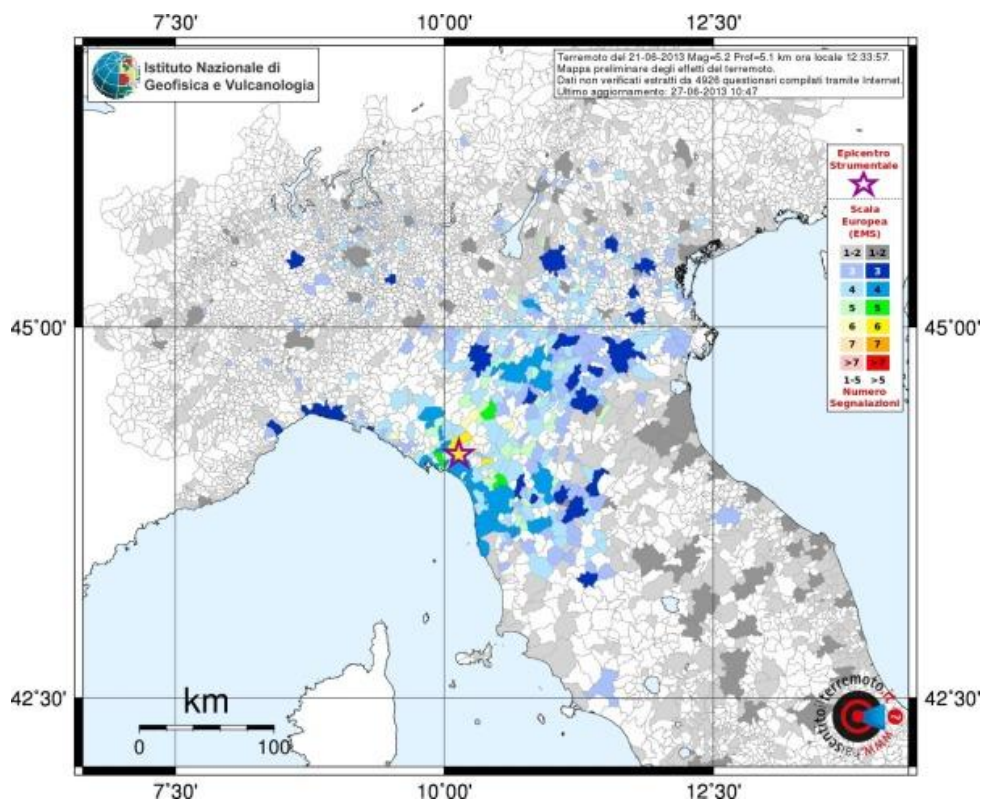 7°30' 10°00' 12°30'
Istituto Nazionale di
Geofisica e Vulcanologia
Terremoto del 21-06-2013 Mag=5.2 Prof=5.1 km ora locale 12:33:57.
Mappa preliminare degli effetti del terremoto.
Dati non verificati estratti da 4926 questionari compilati tramite Internet.
Ultimo aggiornamento: 27-06-2013 10:47
Epicentro
Strumentale
Scala
Europea
(EMS)
1-2 1-2
3 3
4 4
5 5
6 6
7 7
>7 >7
1-5 >5
Numero
Segnalazioni
45°00' 45°00'
42°30' 42°30'
km
0 100
www.haisentitoilterremoto.it
7°30' 10°00' 12°30'